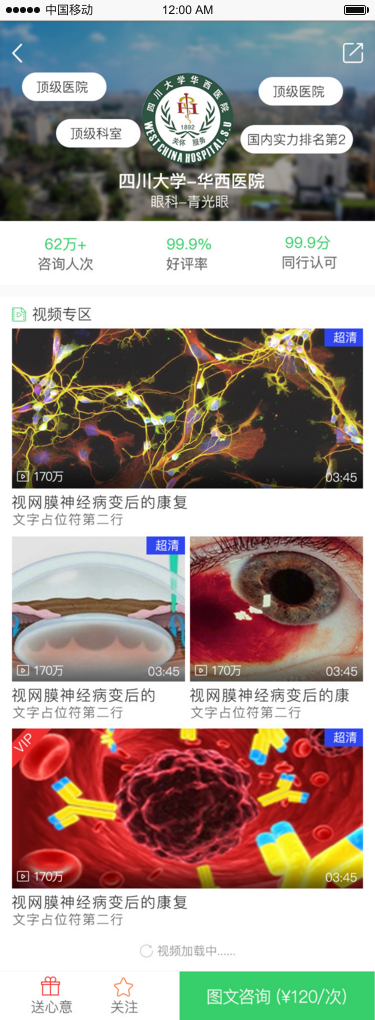 中国移动
12:00 AM
顶级医院
顶级医院
顶级科室
国内实力排名第2
四川大学华西医院
1892
关怀 服务
WEST CHINA HOSPITAL.S.U
四川大学-华西医院
眼科-青光眼
62万+
99.9%
99.9分
咨询人次
好评率
同行认可
视频专区
超清
170万
03:45
视网膜神经病变后的康复
文字占位符第二行
超清
170万
03:45
170万
03:45
视网膜神经病变后的
视网膜神经病变后的康
文字占位符第二行
文字占位符第二行
VIP
超清
170万
03:45
视网膜神经病变后的康复
文字占位符第二行
视频加载中......
送心意
关注
图文咨询 (¥120/次)